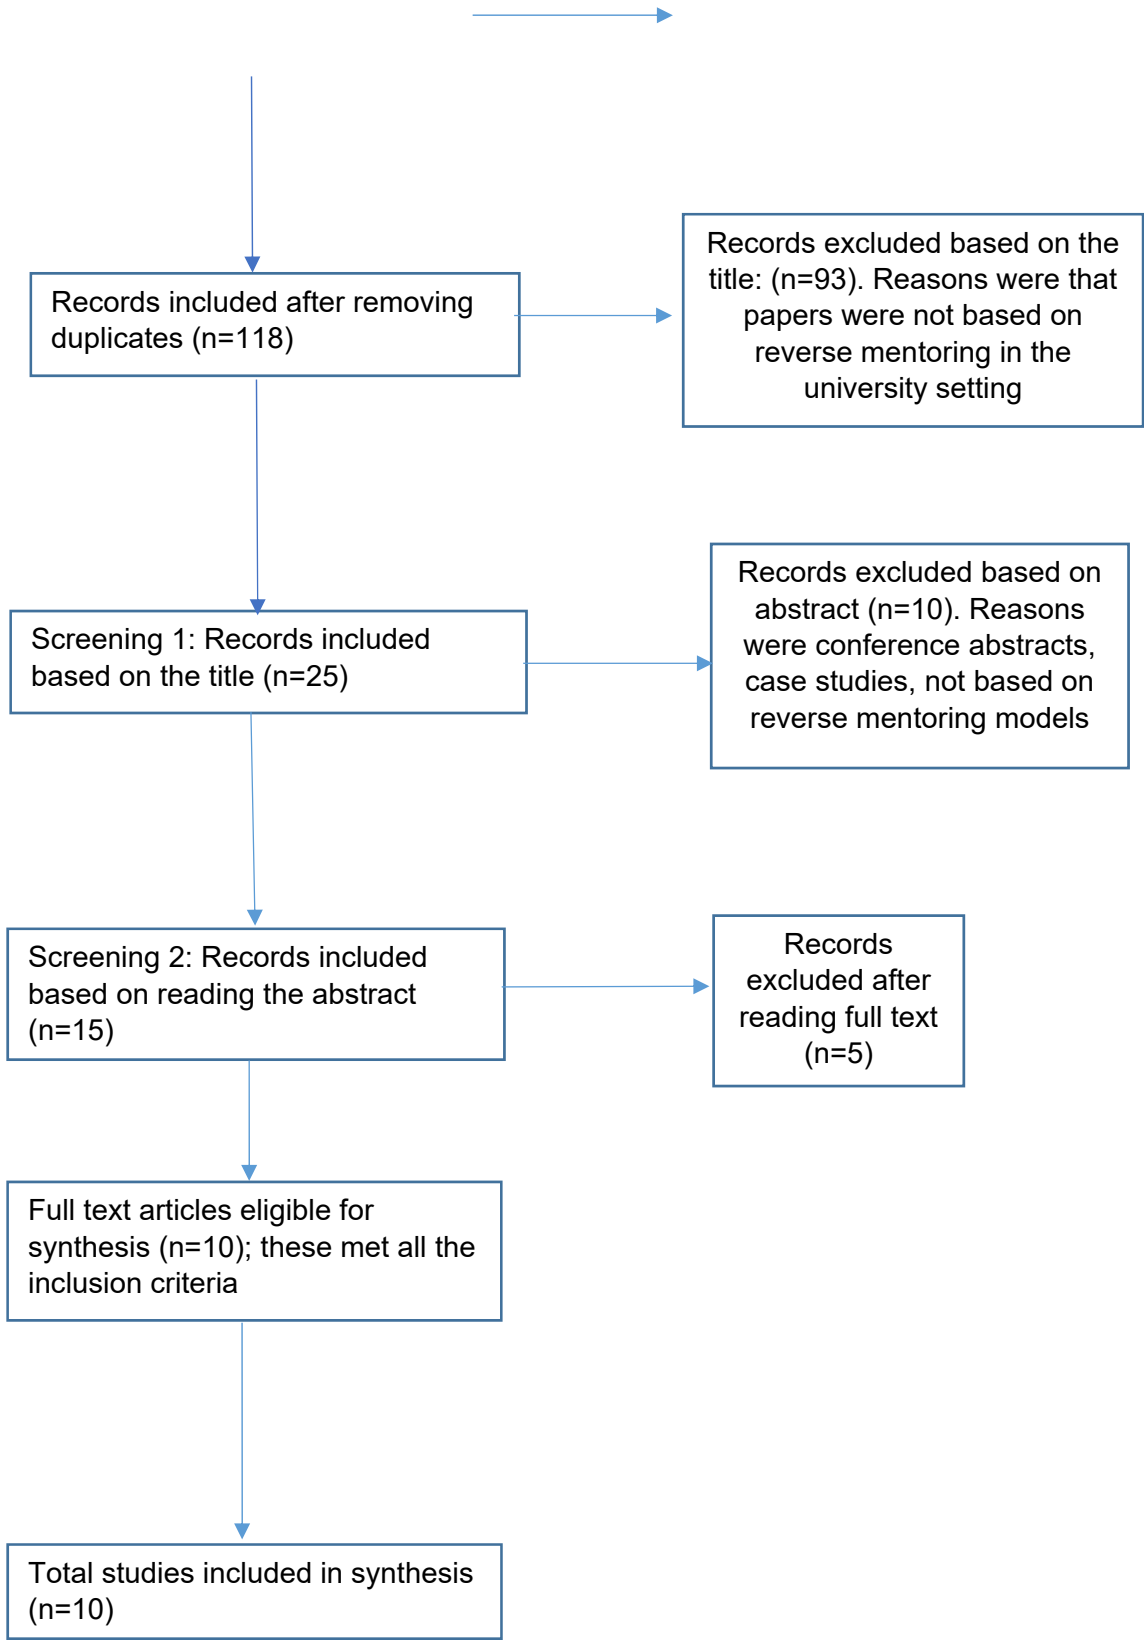 Records included after removing
duplicates (n=118)
Records excluded based on the
title: (n=93). Reasons were that
papers were not based on
reverse mentoring in the
university setting
Screening 1: Records included
based on the title (n=25)
Records excluded based on
abstract (n=10). Reasons
were conference abstracts,
case studies, not based on
reverse mentoring models
Screening 2: Records included
based on reading the abstract
(n=15)
Records
excluded after
reading full text
(n=5)
Full text articles eligible for
synthesis (n=10); these met all the
inclusion criteria
Total studies included in synthesis
(n=10)